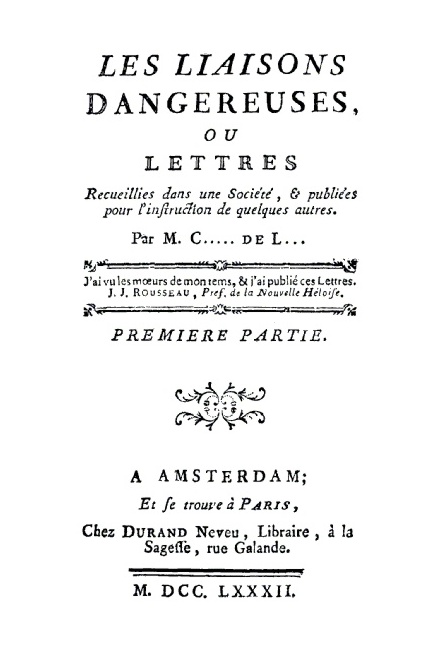 LES LIAISONS
DANGEREUSES,
OU
LETTRES
Recueillies dans une Société, & publiées
pour l'inſtruction de quelques autres.
Par M. C..... DE L...
J'ai vu les mœurs de mon tems, & j'ai publié ces Lettres.
J. J. ROUSSEAU, Pref. de la Nouvelle Héloïſe.
PREMIERE PARTIE.
A AMSTERDAM;
Et ſe trouve à PARIS,
Chez DURAND Neveu, Libraire, à la
Sageſſe, rue Galande.
M. DCC. LXXXII.